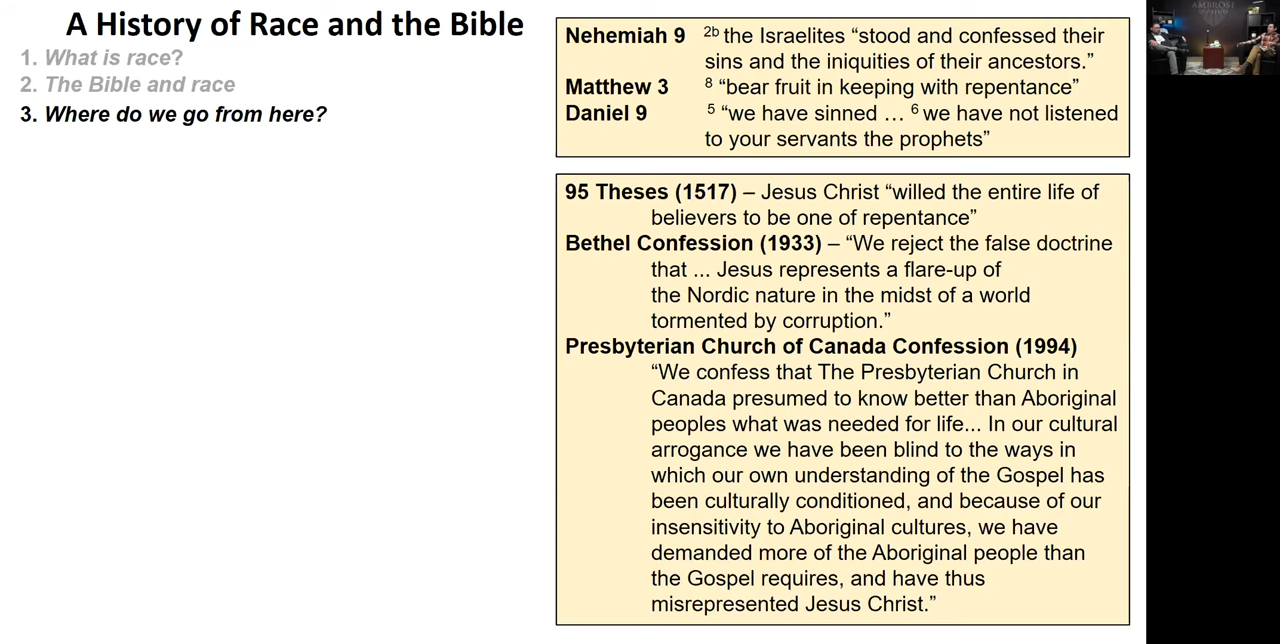 A History of Race and the Bible
1. What is race?
2. The Bible and race
3. Where do we go from here?
Nehemiah 9 2b the Israelites “stood and confessed their
sins and the iniquities of their ancestors.”
Matthew 3 8 “bear fruit in keeping with repentance”
Daniel 9 5 “we have sinned … 6 we have not listened
to your servants the prophets”
95 Theses (1517) – Jesus Christ “willed the entire life of
believers to be one of repentance”
Bethel Confession (1933) – “We reject the false doctrine
that ... Jesus represents a flare-up of
the Nordic nature in the midst of a world
tormented by corruption.”
Presbyterian Church of Canada Confession (1994)
“We confess that The Presbyterian Church in
Canada presumed to know better than Aboriginal
peoples what was needed for life... In our cultural
arrogance we have been blind to the ways in
which our own understanding of the Gospel has
been culturally conditioned, and because of our
insensitivity to Aboriginal cultures, we have
demanded more of the Aboriginal people than
the Gospel requires, and have thus
misrepresented Jesus Christ.”
AMBROSE